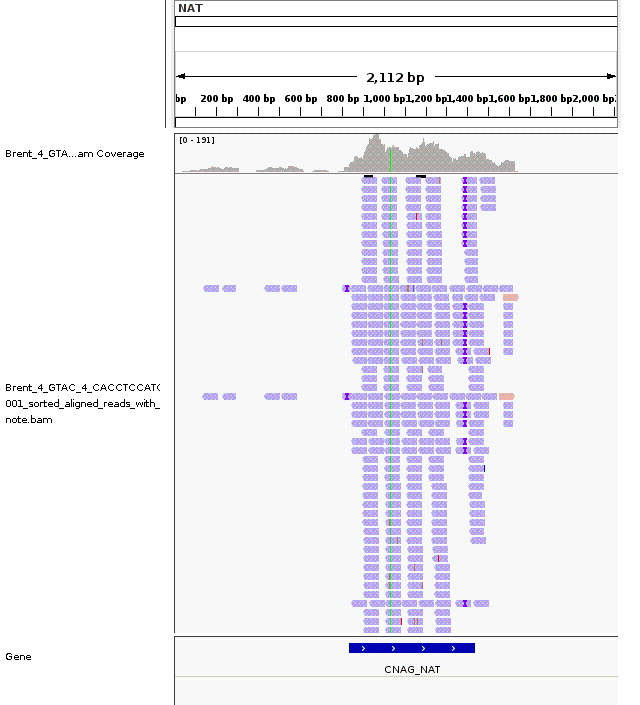 NAT
2,112 bp
bp 200 bp 400 bp 600 bp 800 bp 1,000 bp 1,200 bp 1,400 bp 1,600 bp 1,800 bp 2,000 bp
[0 - 191]
Brent_4_GTA...am Coverage
Brent_4_GTAC_4_CACCTCCATC
001_sorted_aligned_reads_with_
note.bam
Gene
CNAG_NAT